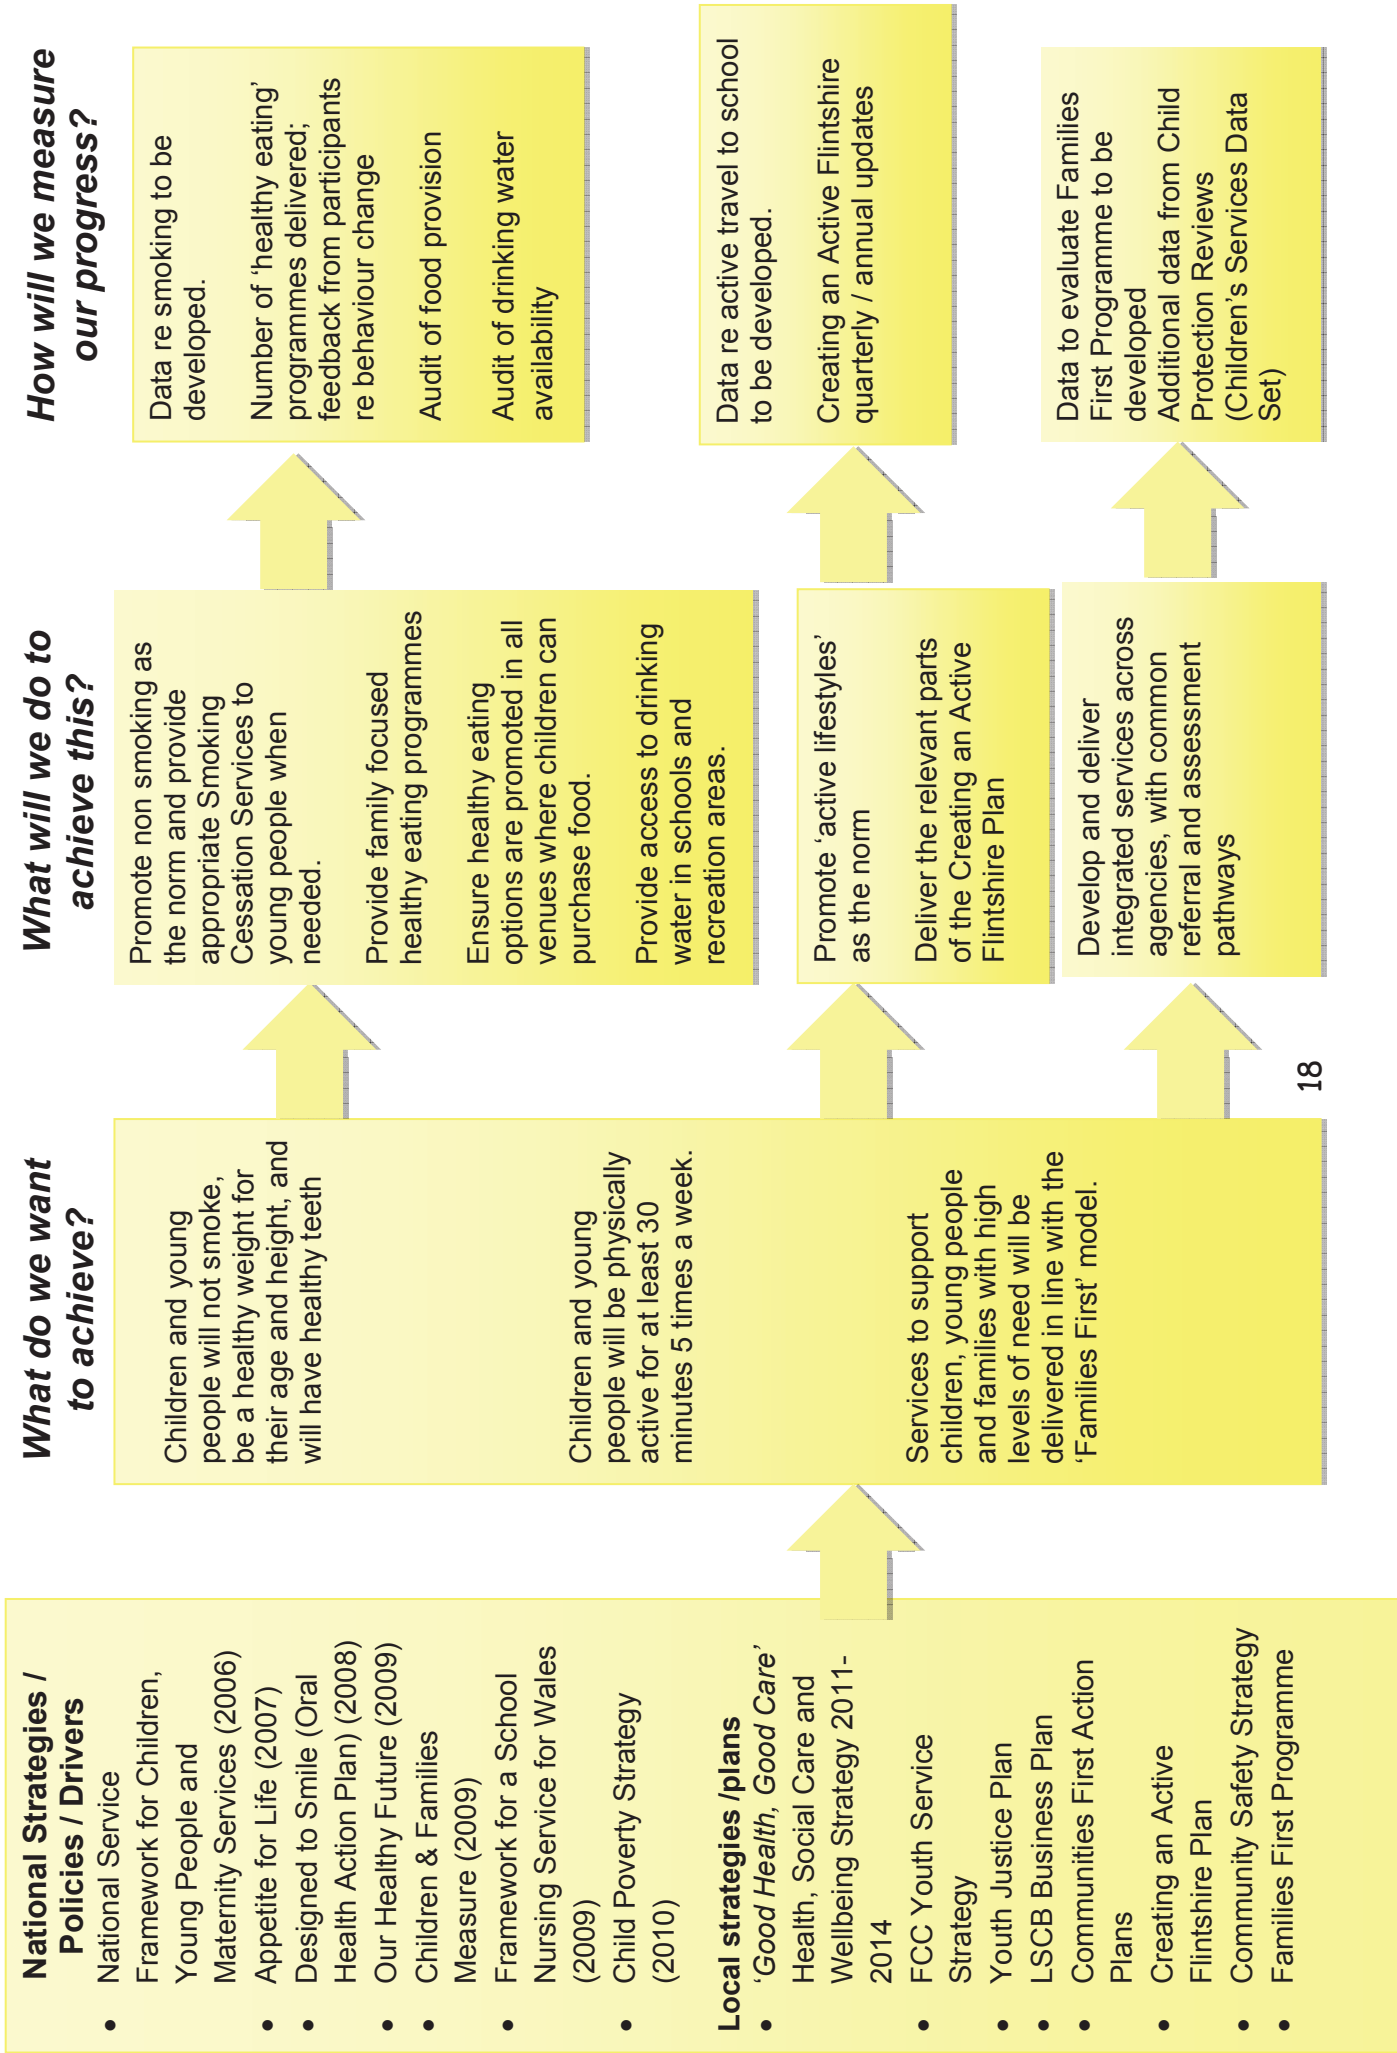 National Strategies /
Policies / Drivers
• National Service
Framework for Children,
Young People and
Maternity Services (2006)
• Appetite for Life (2007)
• Designed to Smile (Oral
Health Action Plan) (2008)
• Our Healthy Future (2009)
• Children & Families
Measure (2009)
• Framework for a School
Nursing Service for Wales
(2009)
• Child Poverty Strategy
(2010)
Local strategies /plans
• ‘Good Health, Good Care’
Health, Social Care and
Wellbeing Strategy 2011-
2014
• FCC Youth Service
Strategy
• Youth Justice Plan
• LSCB Business Plan
• Communities First Action
Plans
• Creating an Active
Flintshire Plan
• Community Safety Strategy
• Families First Programme
What do we want
to achieve?
Children and young
people will not smoke,
be a healthy weight for
their age and height, and
will have healthy teeth
Children and young
people will be physically
active for at least 30
minutes 5 times a week.
Services to support
children, young people
and families with high
levels of need will be
delivered in line with the
‘Families First’ model.
What will we do to
achieve this?
Promote non smoking as
the norm and provide
appropriate Smoking
Cessation Services to
young people when
needed.
Provide family focused
healthy eating programmes
Ensure healthy eating
options are promoted in all
venues where children can
purchase food.
Provide access to drinking
water in schools and
recreation areas.
Promote ‘active lifestyles’
as the norm
Deliver the relevant parts
of the Creating an Active
Flintshire Plan
Develop and deliver
integrated services across
agencies, with common
referral and assessment
pathways
How will we measure
our progress?
Data re smoking to be
developed.
Number of ‘healthy eating’
programmes delivered;
feedback from participants
re behaviour change
Audit of food provision
Audit of drinking water
availability
Data re active travel to school
to be developed.
Creating an Active Flintshire
quarterly / annual updates
Data to evaluate Families
First Programme to be
developed
Additional data from Child
Protection Reviews
(Children’s Services Data
Set)
18